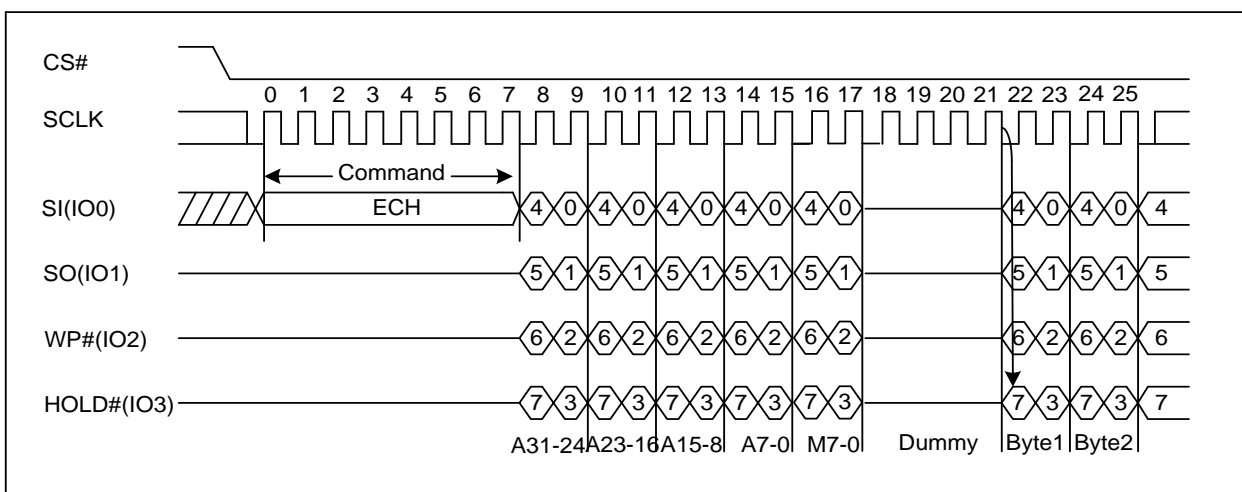 CS#
0 1 2 3 4 5 6 7 8 9 10 11 12 13 14 15 16 17 18 19 20 21 22 23 24 25
SCLK
Command
SI(IO0) ECH 4 0 4 0 4 0 4 0 4 0 4 0 4 0 4
SO(IO1) 5 1 5 1 5 1 5 1 5 1 5 1 5 1 5
WP#(IO2) 6 2 6 2 6 2 6 2 6 2 6 2 6 2 6
HOLD#(IO3) 7 3 7 3 7 3 7 3 7 3 7 3 7 3 7
A31-24 A23-16 A15-8 A7-0 M7-0 Dummy Byte1 Byte2